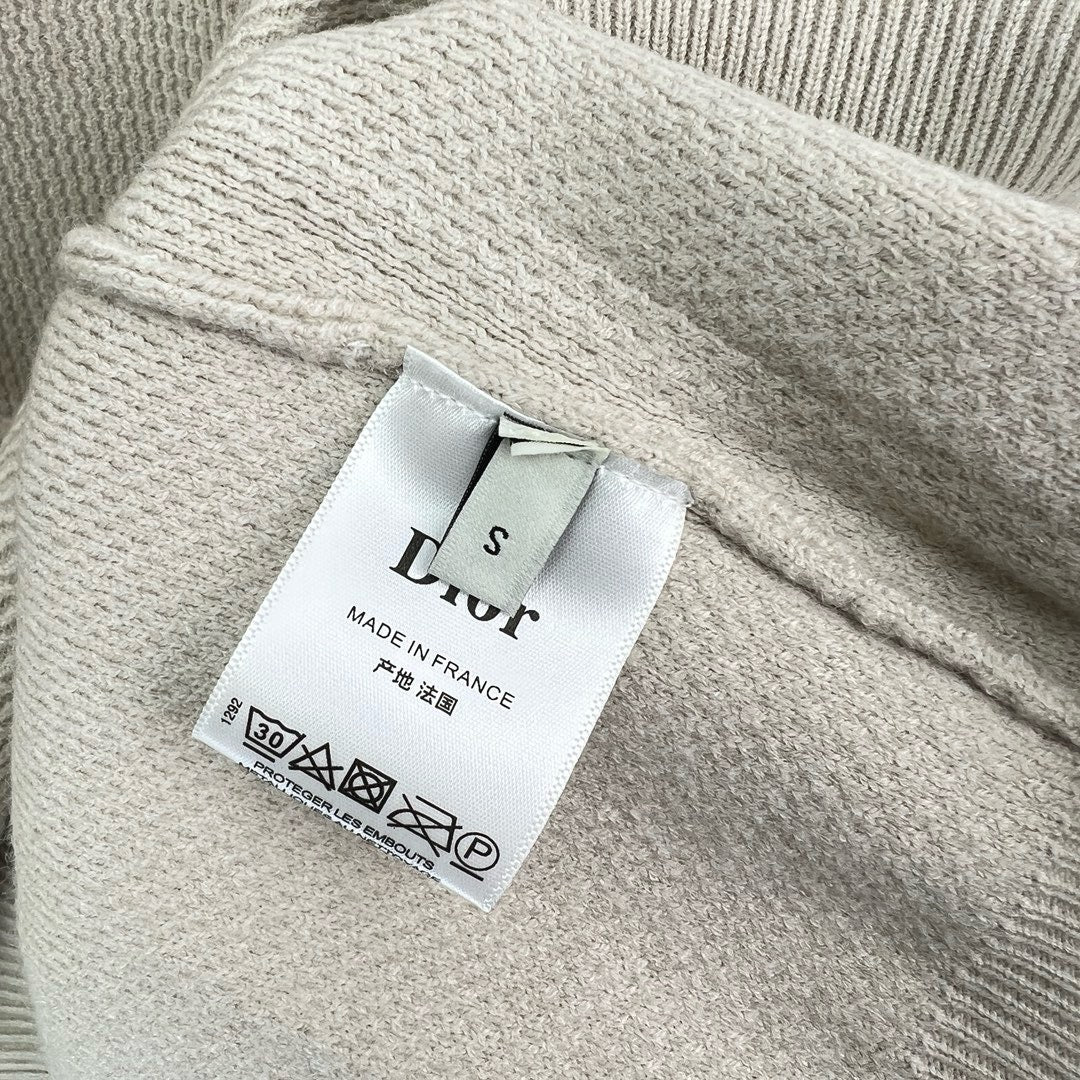 S
Dior
MADE IN FRANCE
产地 法国
1292
30
P
PROTEGER LES EMBOUTS